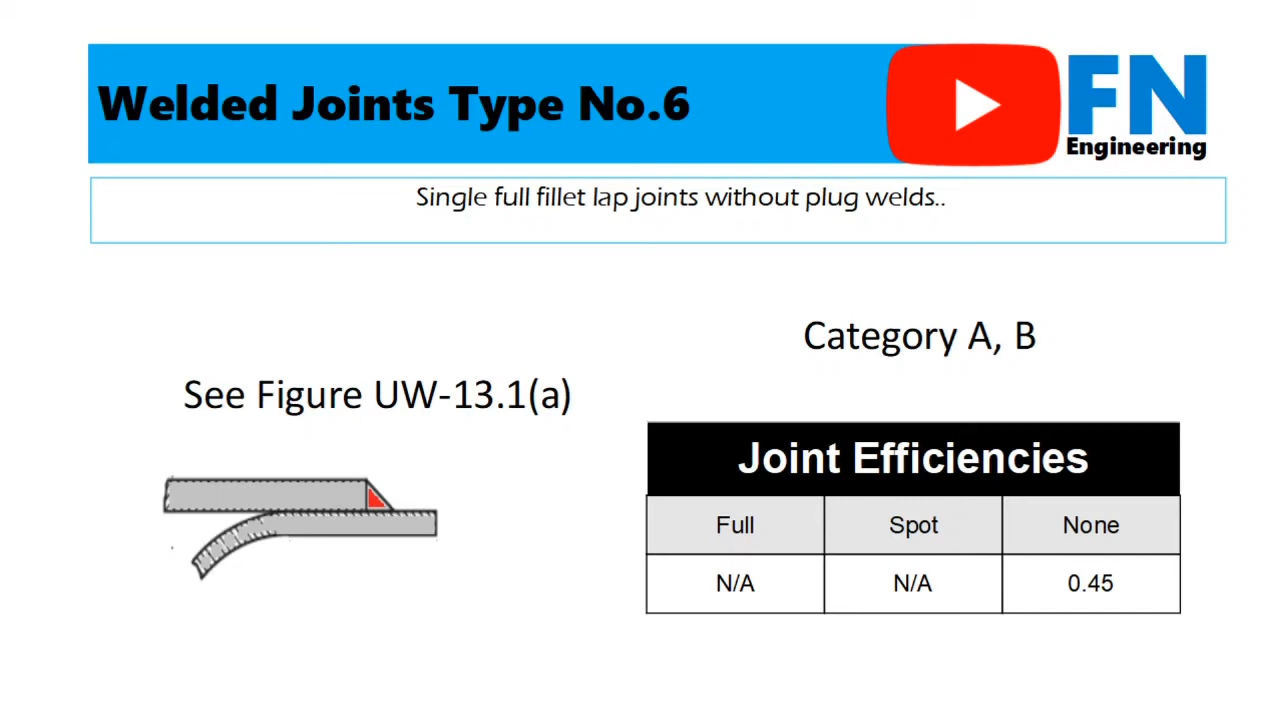 Welded Joints Type No.6
FN
Engineering
Single full fillet lap joints without plug welds..
Category A, B
See Figure UW-13.1(a)
Joint Efficiencies
Full Spot None
N/A N/A 0.45